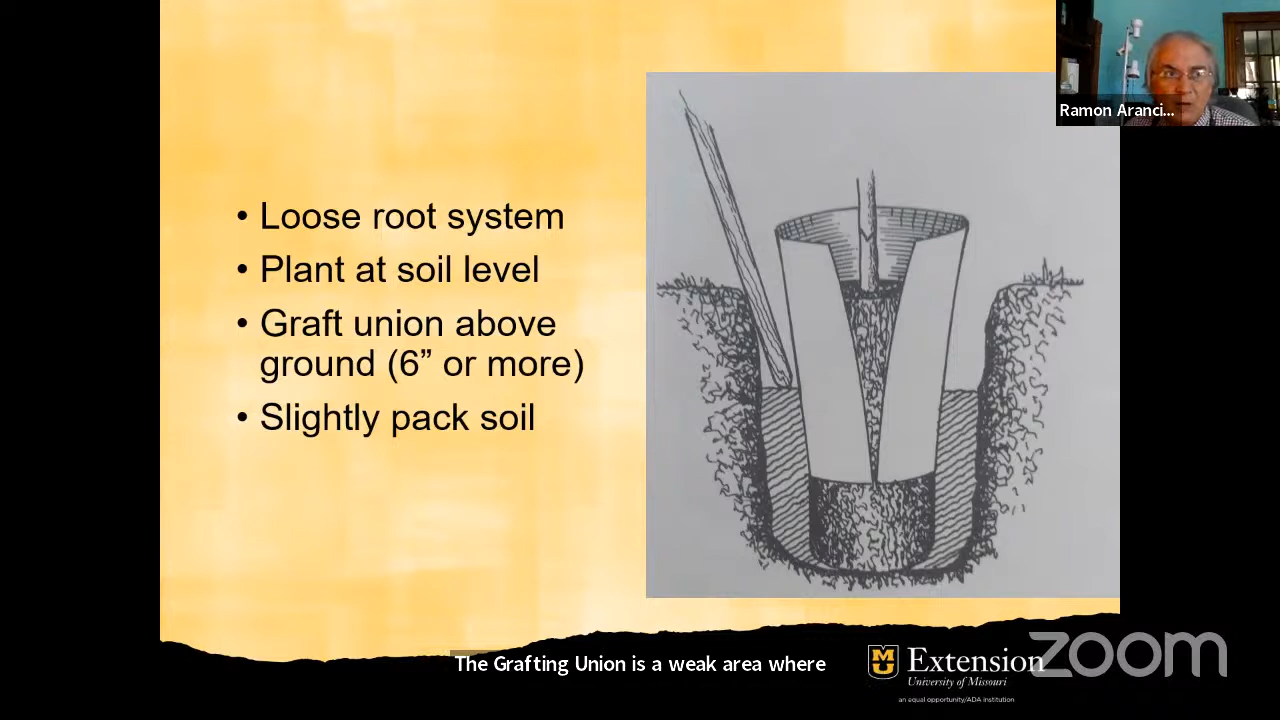 Ramon Aranci...
• Loose root system
• Plant at soil level
• Graft union above
ground (6” or more)
• Slightly pack soil
The Grafting Union is a weak area where
MU
Extension
University of Missouri
an equal opportunity/ADA institution
zoom